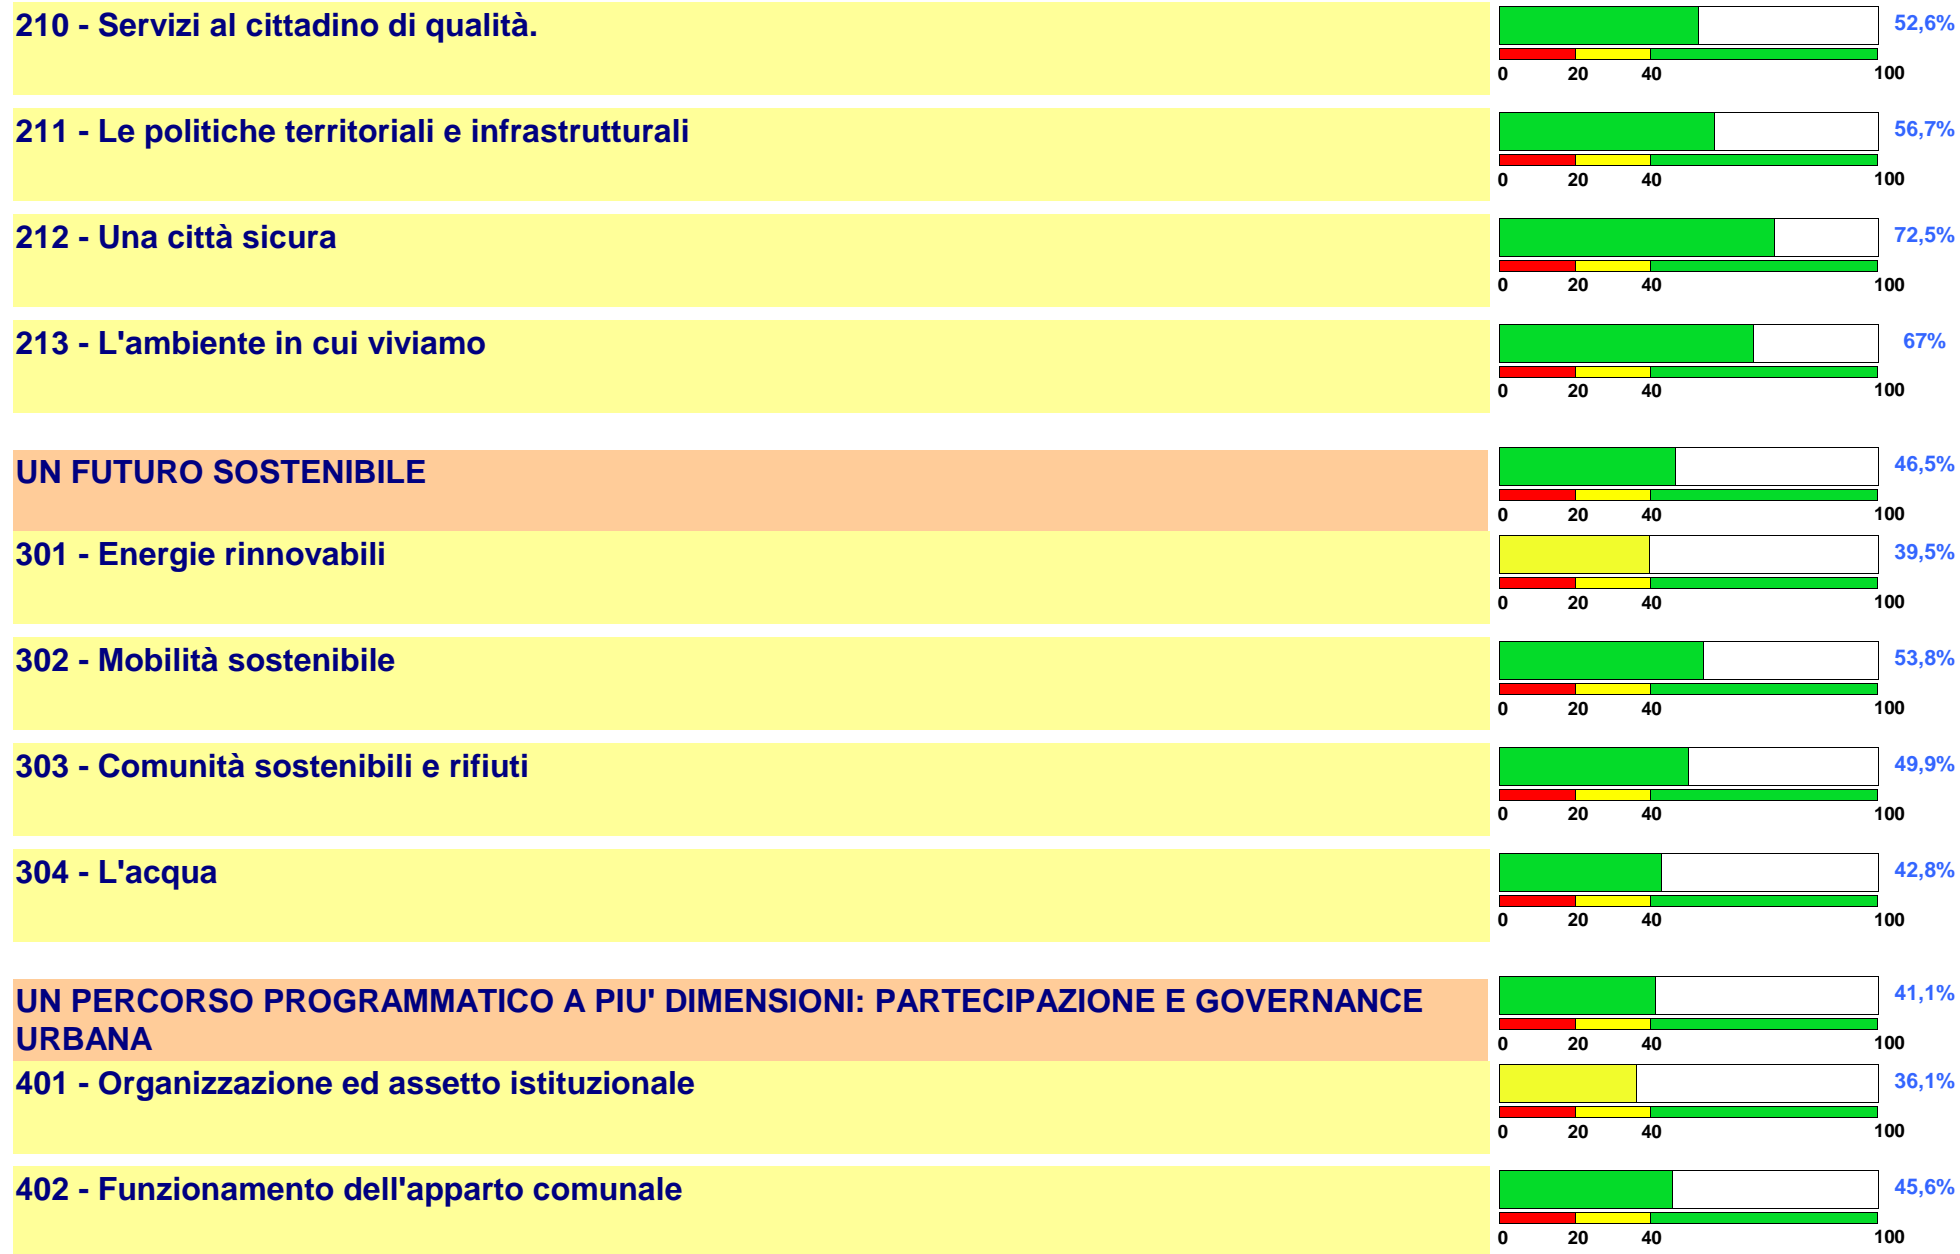 210 - Servizi al cittadino di qualità.
52,6%
0 20 40 100
211 - Le politiche territoriali e infrastrutturali
56,7%
0 20 40 100
212 - Una città sicura
72,5%
0 20 40 100
213 - L'ambiente in cui viviamo
67%
0 20 40 100
UN FUTURO SOSTENIBILE
46,5%
0 20 40 100
301 - Energie rinnovabili
39,5%
0 20 40 100
302 - Mobilità sostenibile
53,8%
0 20 40 100
303 - Comunità sostenibili e rifiuti
49,9%
0 20 40 100
304 - L'acqua
42,8%
0 20 40 100
UN PERCORSO PROGRAMMATICO A PIU' DIMENSIONI: PARTECIPAZIONE E GOVERNANCE
URBANA
41,1%
0 20 40 100
401 - Organizzazione ed assetto istituzionale
36,1%
0 20 40 100
402 - Funzionamento dell'apparto comunale
45,6%
0 20 40 100